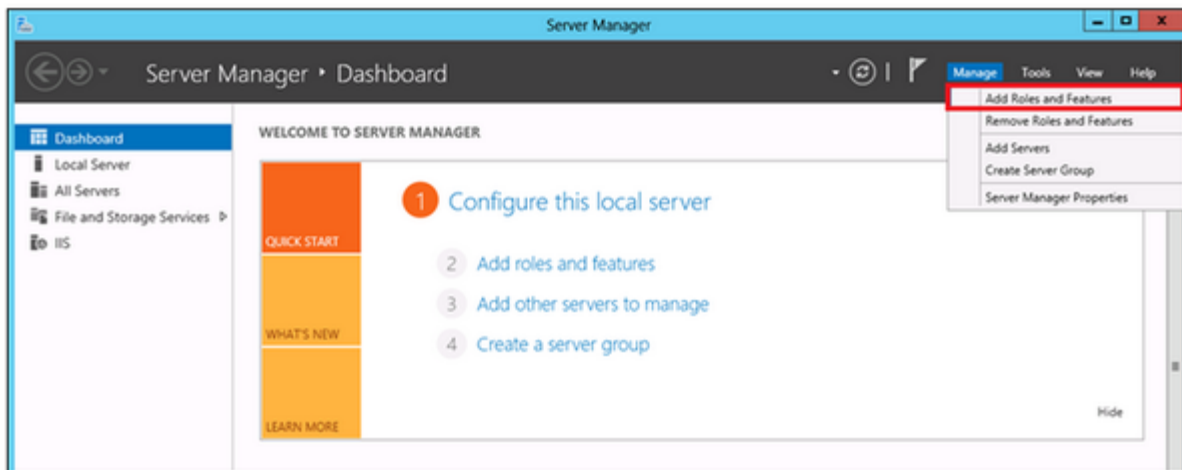 Server Manager
Server Manager • Dashboard
Manage Tools View Help
Add Roles and Features
Remove Roles and Features
Add Servers
Create Server Group
Server Manager Properties
Dashboard
Local Server
All Servers
File and Storage Services
IIS
WELCOME TO SERVER MANAGER
QUICK START
WHAT'S NEW
LEARN MORE
1 Configure this local server
2 Add roles and features
3 Add other servers to manage
4 Create a server group
Hide